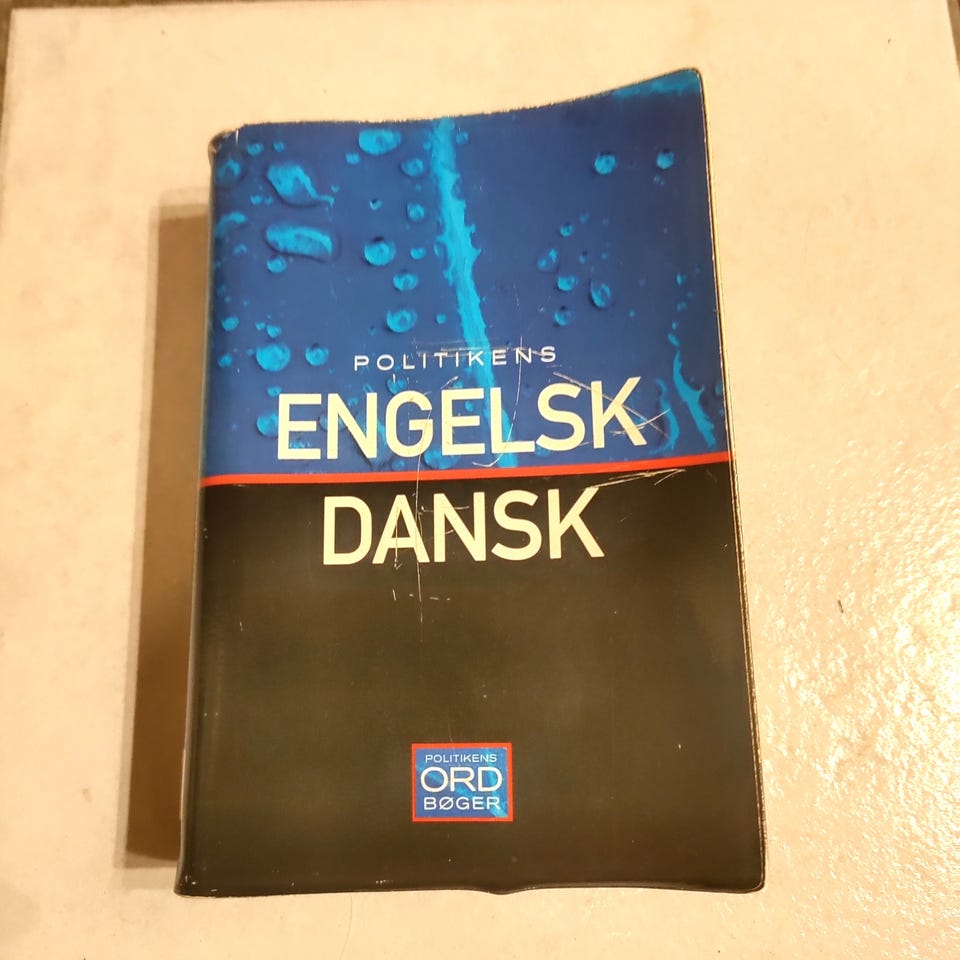 POLITIKENS
ENGELSK
DANSK
POLITIKENS
ORD
BØGER